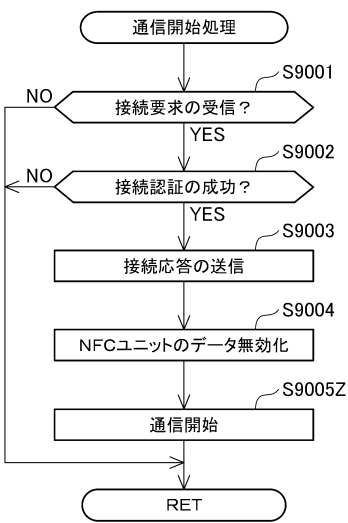 通信開始処理
S9001
NO
接続要求の受信？
YES
S9002
NO
接続認証の成功？
YES
S9003
接続応答の送信
S9004
NFCユニットのデータ無効化
S9005Z
通信開始
RET